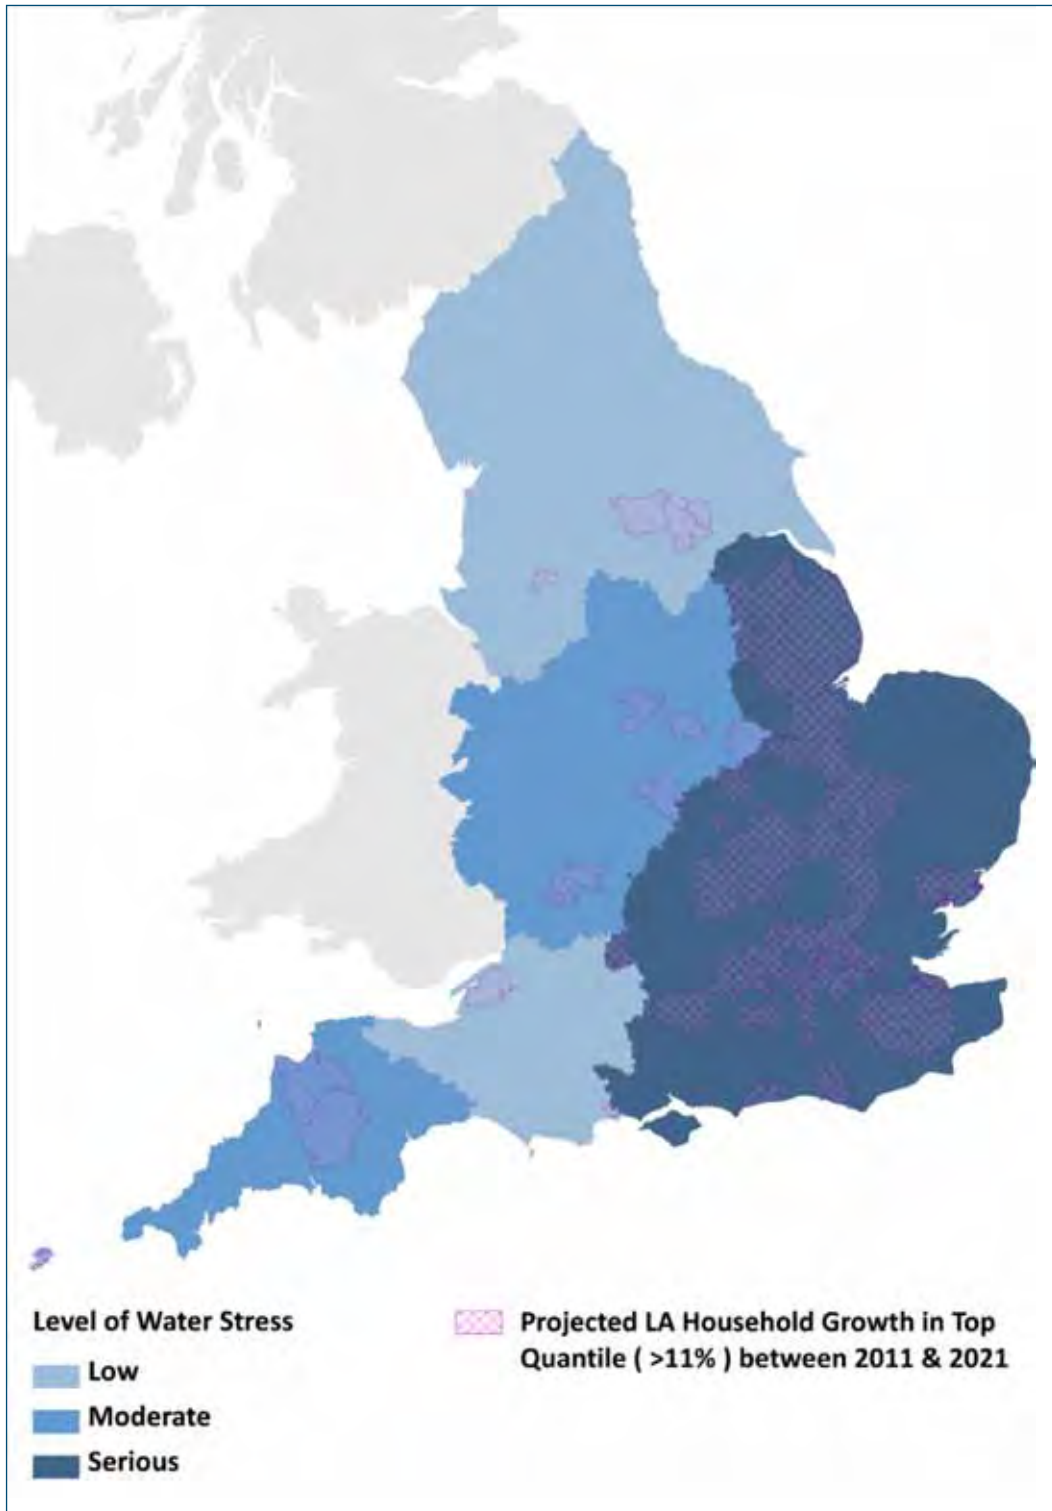 Level of Water Stress
Low
Moderate
Serious
Projected LA Household Growth in Top
Quantile ( >11% ) between 2011 & 2021